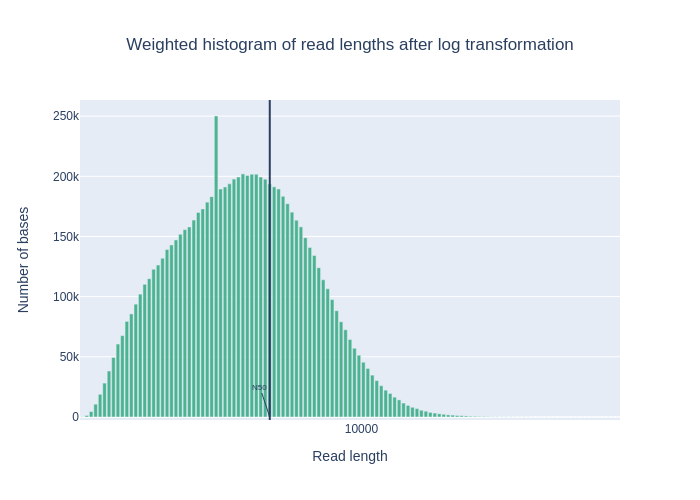 Weighted histogram of read lengths after log transformation
250k
200k
150k
100k
50k
0
Number of bases
N50
10000
Read length